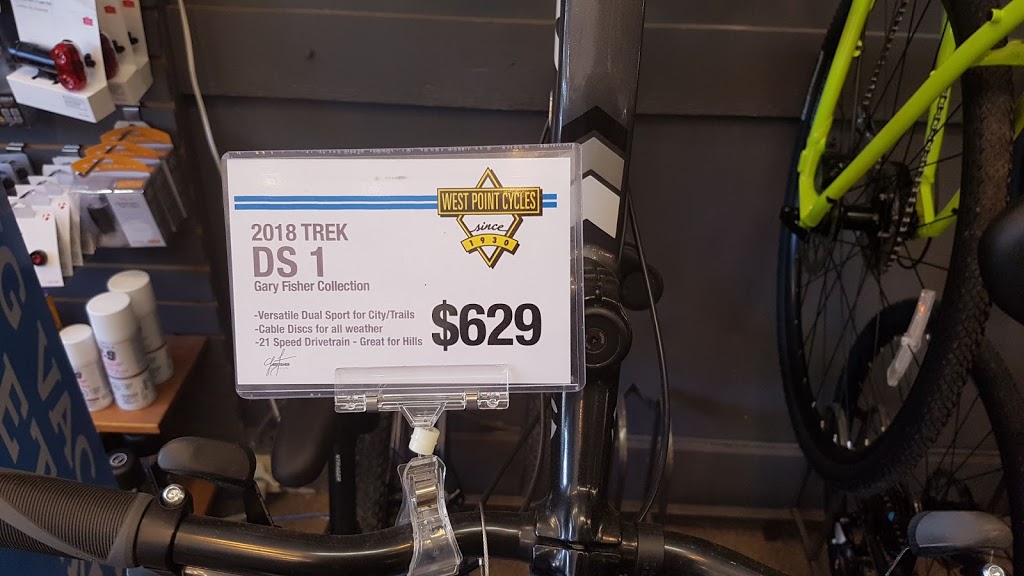 WEST POINT CYCLES
since
1930
2018 TREK
DS 1
Gary Fisher Collection
-Versatile Dual Sport for City/Trails
-Cable Discs for all weather
-21 Speed Drivetrain - Great for Hills
$629